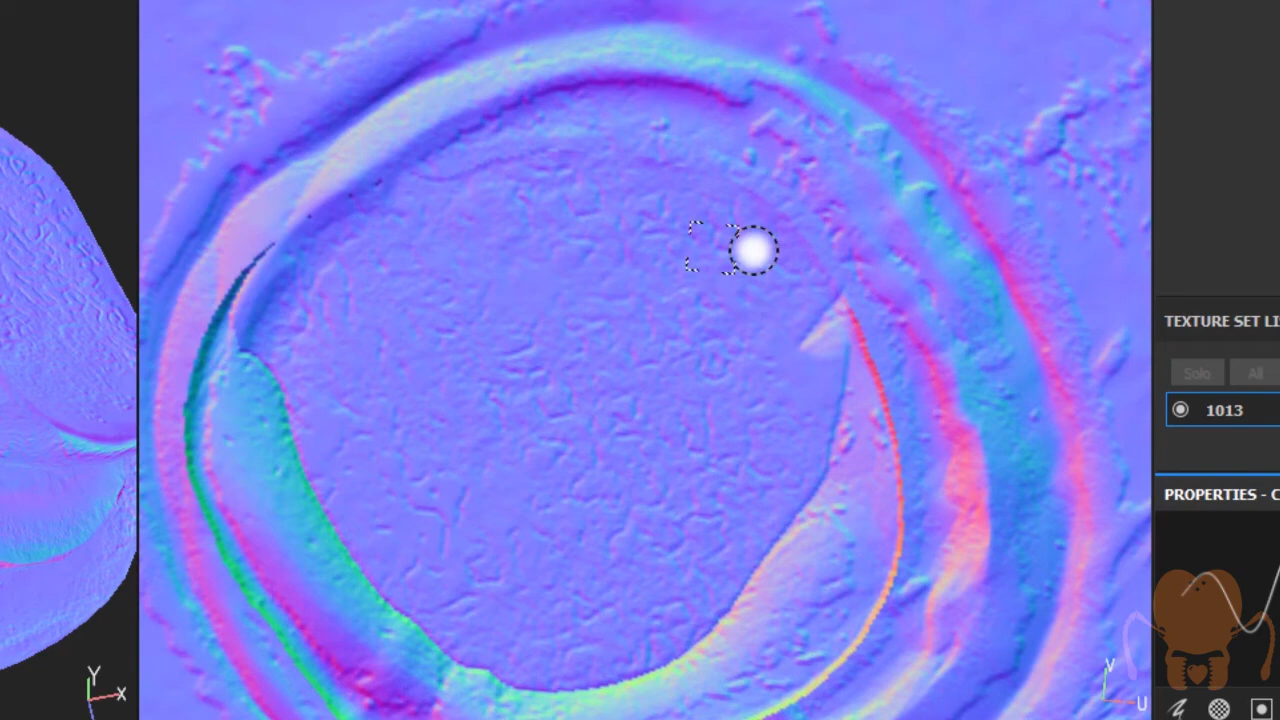 TEXTURE SET LI
Solo
All
1013
PROPERTIES - C
Y
X
V
U